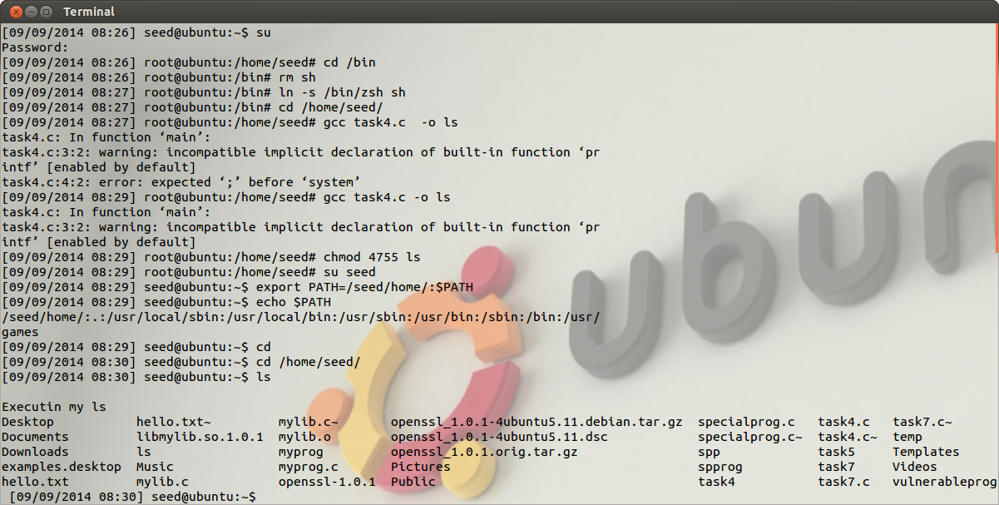 Terminal
[09/09/2014 08:26] seed@ubuntu:~$ su
Password:
[09/09/2014 08:26] root@ubuntu:/home/seed# cd /bin
[09/09/2014 08:26] root@ubuntu:/bin# rm sh
[09/09/2014 08:27] root@ubuntu:/bin# ln -s /bin/zsh sh
[09/09/2014 08:27] root@ubuntu:/bin# cd /home/seed/
[09/09/2014 08:27] root@ubuntu:/home/seed# gcc task4.c  -o ls
task4.c: In function ‘main’:
task4.c:3:2: warning: incompatible implicit declaration of built-in function ‘pr
intf’ [enabled by default]
task4.c:4:2: error: expected ‘;’ before ‘system’
[09/09/2014 08:29] root@ubuntu:/home/seed# gcc task4.c -o ls
task4.c: In function ‘main’:
task4.c:3:2: warning: incompatible implicit declaration of built-in function ‘pr
intf’ [enabled by default]
[09/09/2014 08:29] root@ubuntu:/home/seed# chmod 4755 ls
[09/09/2014 08:29] root@ubuntu:/home/seed# su seed
[09/09/2014 08:29] seed@ubuntu:~$ export PATH=/seed/home/:$PATH
[09/09/2014 08:29] seed@ubuntu:~$ echo $PATH
/seed/home/:.:/usr/local/sbin:/usr/local/bin:/usr/sbin:/usr/bin:/sbin:/bin:/usr/
games
[09/09/2014 08:29] seed@ubuntu:~$ cd
[09/09/2014 08:30] seed@ubuntu:~$ cd /home/seed/
[09/09/2014 08:30] seed@ubuntu:~$ ls
Executin my ls
Desktop hello.txt~ mylib.c~ openssl_1.0.1-4ubuntu5.11.debian.tar.gz specialprog.c task4.c task7.c~
Documents libmylib.so.1.0.1 mylib.o openssl_1.0.1-4ubuntu5.11.dsc specialprog.c~ task4.c~ temp
Downloads ls myprog openssl_1.0.1.orig.tar.gz spp task5 Templates
examples.desktop Music myprog.c Pictures spprog task7 Videos
hello.txt mylib.c openssl-1.0.1 Public task4 task7.c vulnerableprog
[09/09/2014 08:30] seed@ubuntu:~$
ubun